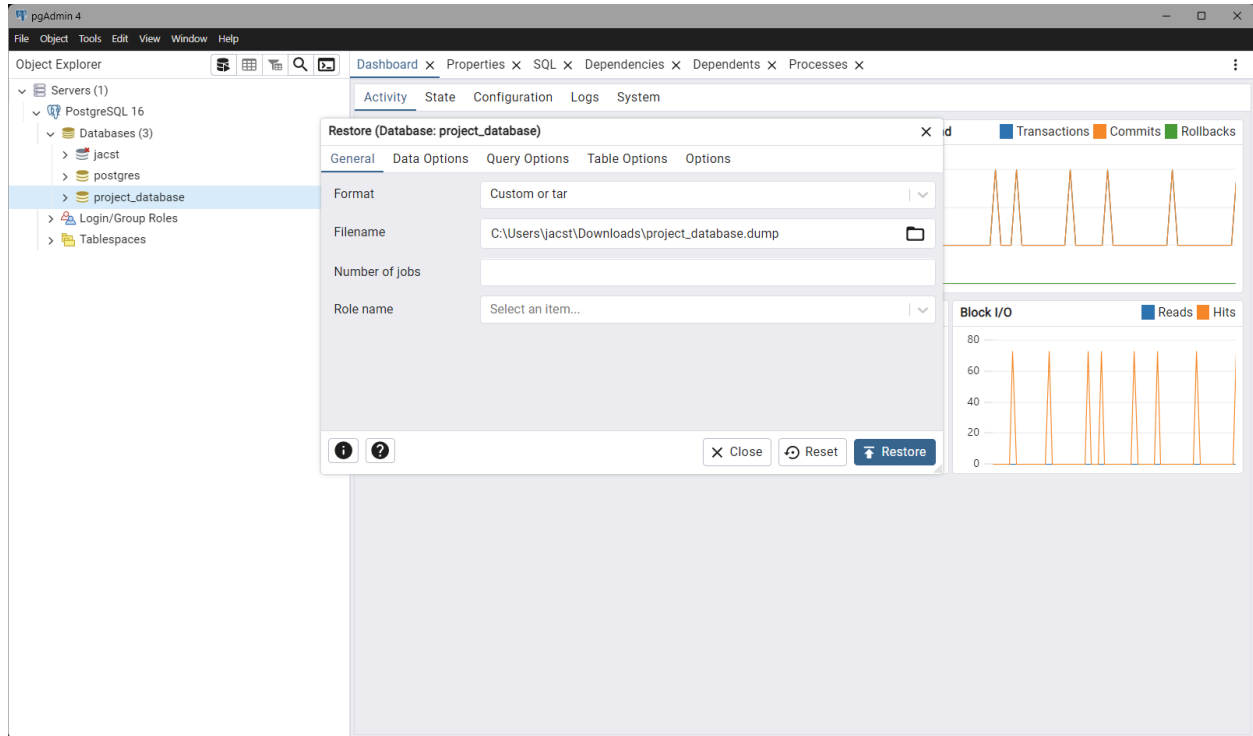 pgAdmin 4
File Object Tools Edit View Window Help
Object Explorer
Dashboard Properties SQL Dependencies Dependents Processes
Servers (1)
PostgreSQL 16
Databases (3)
jacst
postgres
project_database
Login/Group Roles
Tablespaces
Activity State Configuration Logs System
Transactions Commits Rollbacks
Restore (Database: project_database)
General Data Options Query Options Table Options Options
Format Custom or tar
Filename C:\Users\jacst\Downloads\project_database.dump
Number of jobs
Role name Select an item...
Close Reset Restore
Block I/O Reads Hits
80
60
40
20
0